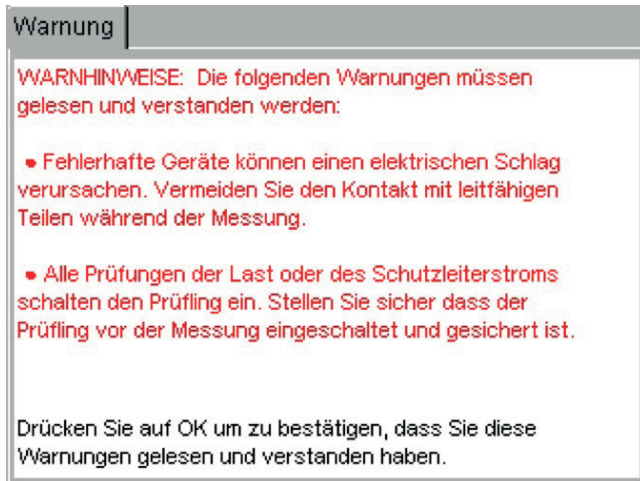 Warnung
WARNHINWEISE: Die folgenden Warnungen müssen
gelesen und verstanden werden:
• Fehlerhafte Geräte können einen elektrischen Schlag
verursachen. Vermeiden Sie den Kontakt mit leitfähigen
Teilen während der Messung.
• Alle Prüfungen der Last oder des Schutzleiterstroms
schalten den Prüfling ein. Stellen Sie sicher dass der
Prüfling vor der Messung eingeschaltet und gesichert ist.
Drücken Sie auf OK um zu bestätigen, dass Sie diese
Warnungen gelesen und verstanden haben.